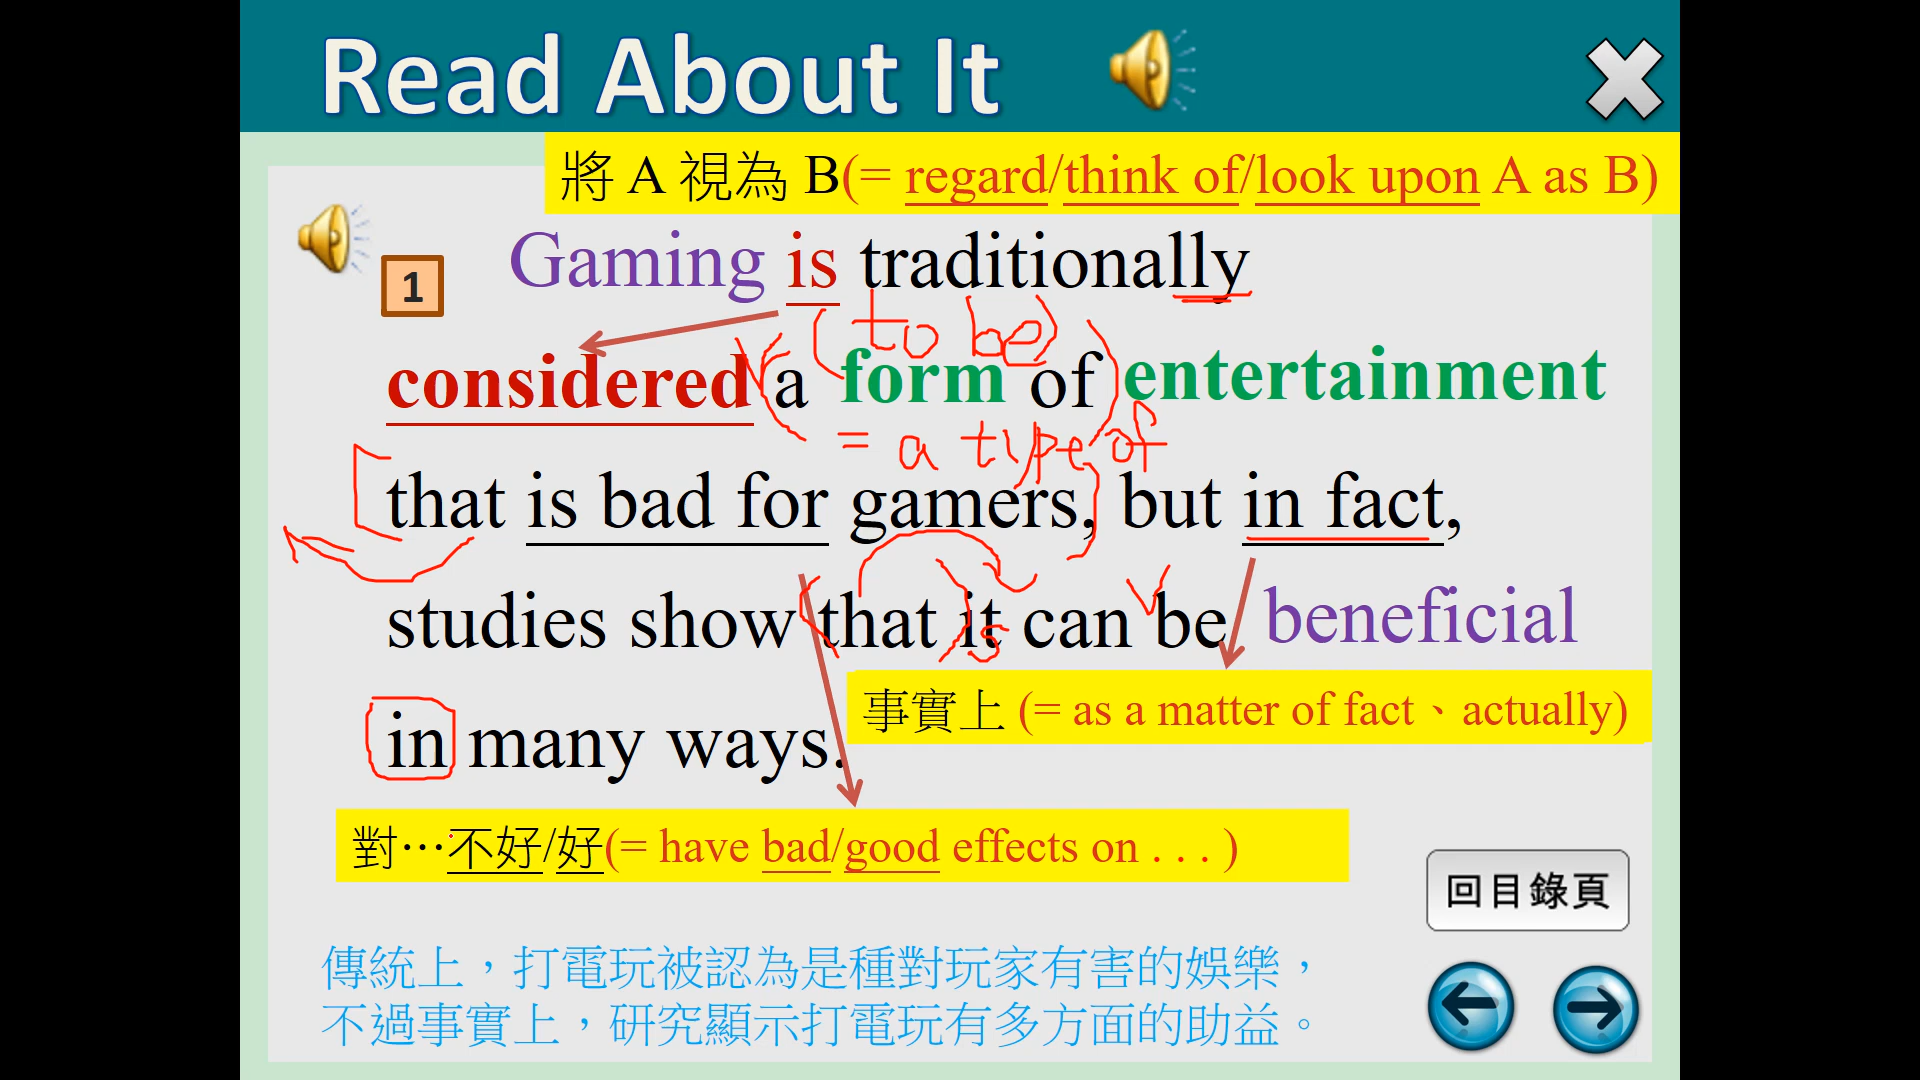 Read About It
將 A 視為 B(= regard/think of/look upon A as B)
1
Gaming is traditionally
(to be)
considered a form of entertainment
= a type of
that is bad for gamers, but in fact,
studies show that it can be beneficial
事實上 (= as a matter of fact、actually)
in many ways.
對…不好/好(= have bad/good effects on . . . )
回目錄頁
傳統上，打電玩被認為是種對玩家有害的娛樂，
不過事實上，研究顯示打電玩有多方面的助益。